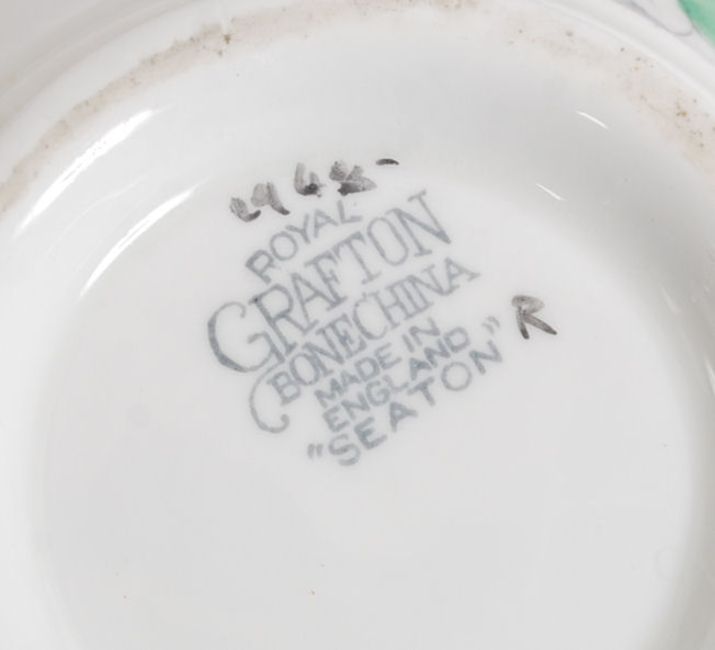 ROYAL
GRAFTON
BONE CHINA
MADE IN
ENGLAND
"SEATON"
R